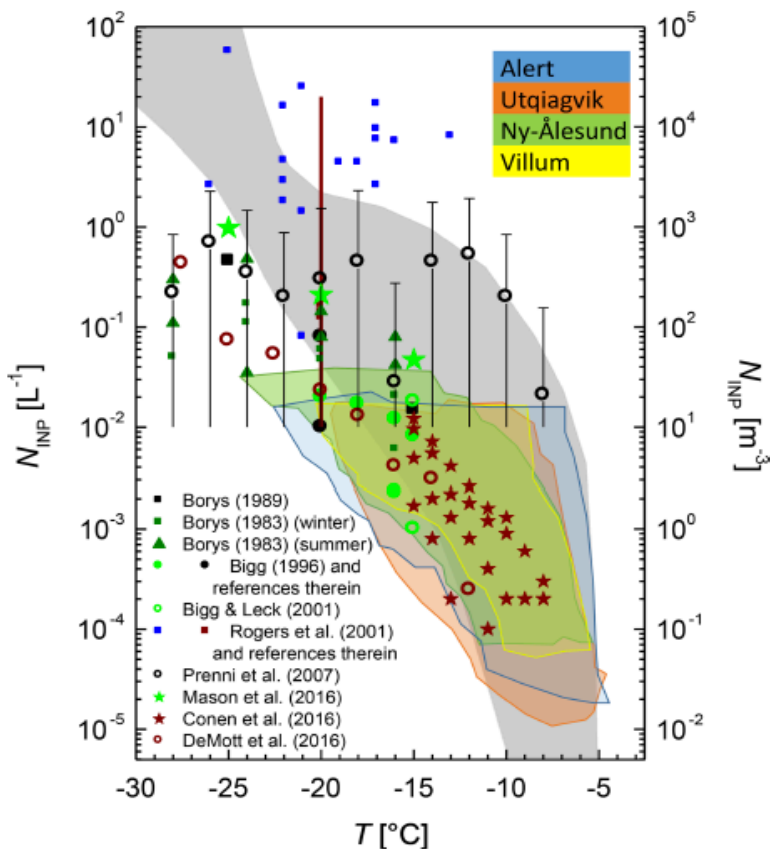 10²
10¹
10⁰
10⁻¹
10⁻²
10⁻³
10⁻⁴
10⁻⁵
N_INP [L⁻¹]
10⁵
10⁴
10³
10²
10¹
10⁰
10⁻¹
10⁻²
N_INP [m⁻³]
Alert
Utqiagvik
Ny-Ålesund
Villum
Borys (1989)
Borys (1983) (winter)
Borys (1983) (summer)
Bigg (1996) and
references therein
Bigg & Leck (2001)
Rogers et al. (2001)
and references therein
Prenni et al. (2007)
Mason et al. (2016)
Conen et al. (2016)
DeMott et al. (2016)
-30 -25 -20 -15 -10 -5
T [°C]